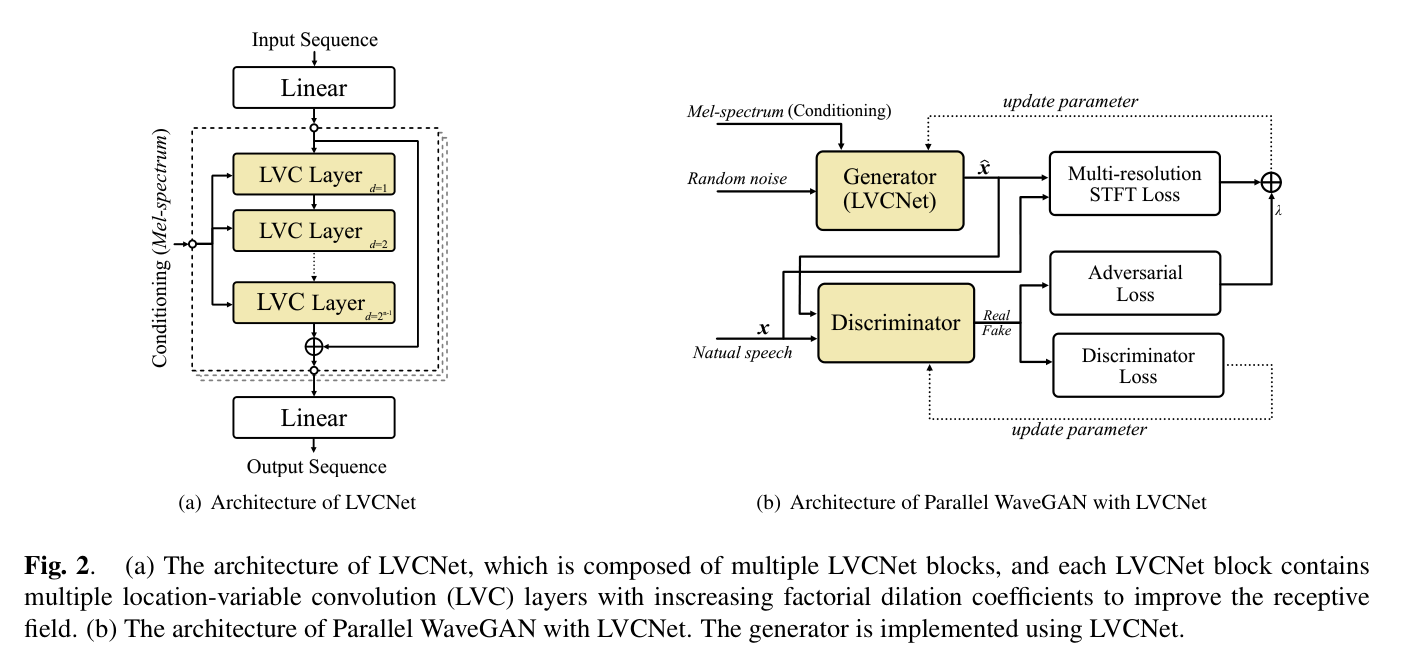 Input Sequence
Linear
Conditioning (Mel-spectrum)
LVC Layer d=1
LVC Layer d=2
LVC Layer d=2^{n-1}
Linear
Output Sequence
(a) Architecture of LVCNet
update parameter
Mel-spectrum (Conditioning)
Random noise
Generator
(LVCNet)
x̂
Multi-resolution
STFT Loss
λ
Adversarial
Loss
x
Natual speech
Discriminator
Real
Fake
Discriminator
Loss
update parameter
(b) Architecture of Parallel WaveGAN with LVCNet
Fig. 2. (a) The architecture of LVCNet, which is composed of multiple LVCNet blocks, and each LVCNet block contains
multiple location-variable convolution (LVC) layers with inscreasing factorial dilation coefficients to improve the receptive
field. (b) The architecture of Parallel WaveGAN with LVCNet. The generator is implemented using LVCNet.